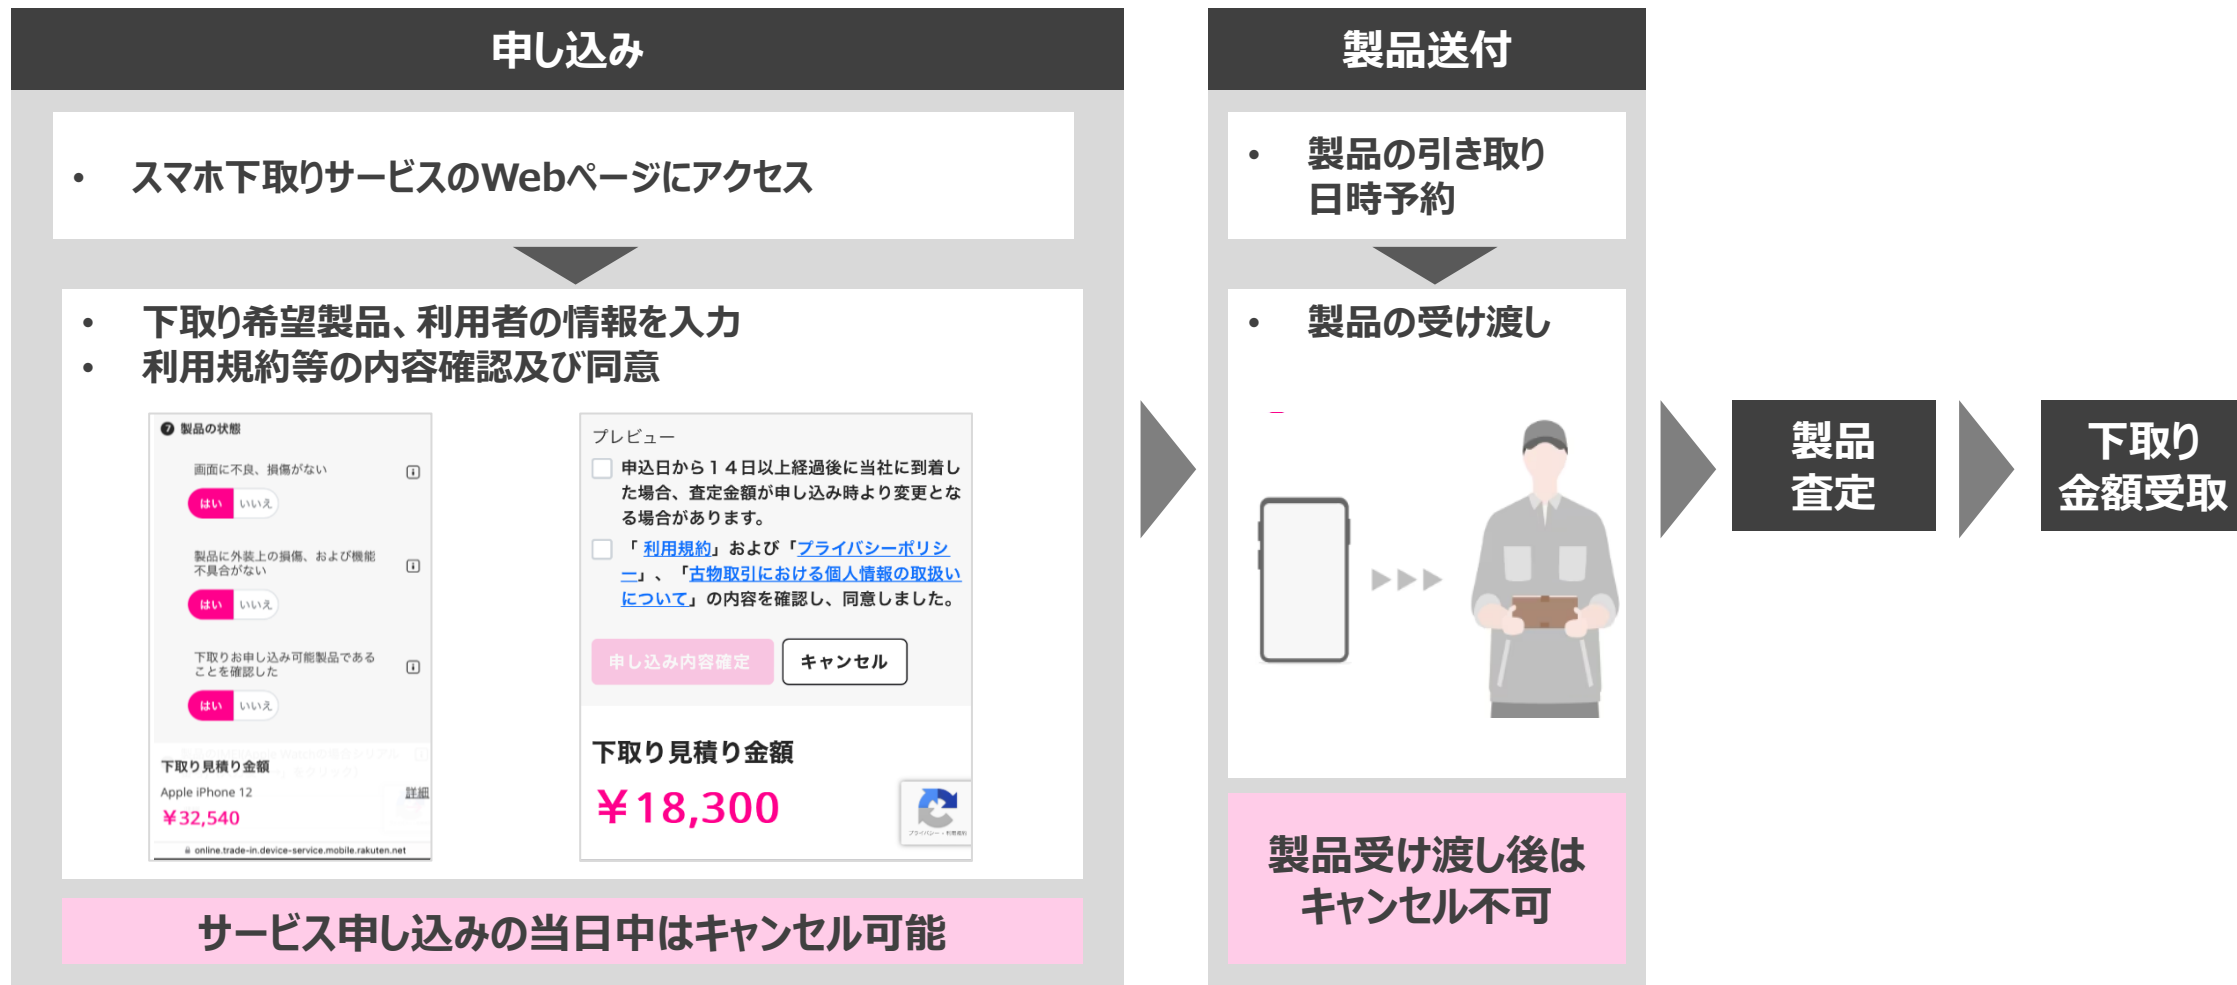 申し込み
・ スマホ下取りサービスのWebページにアクセス
・ 下取り希望製品、利用者の情報を入力
・ 利用規約等の内容確認及び同意
7 製品の状態
画面に不良、損傷がない
はい いいえ
製品に外装上の損傷、および機能
不具合がない
はい いいえ
下取りお申し込み可能製品である
ことを確認した
はい いいえ
下取り見積り金額
Apple iPhone 12
詳細
¥32,540
online.trade-in.device-service.mobile.rakuten.net
プレビュー
申込日から14日以上経過後に当社に到着し
た場合、査定金額が申し込み時より変更とな
る場合があります。
「 利用規約」および「プライバシーポリシ
ー」、「古物取引における個人情報の取扱い
について」の内容を確認し、同意しました。
申し込み内容確定 キャンセル
下取り見積り金額
¥18,300
プライバシー・利用規約
サービス申し込みの当日中はキャンセル可能
製品送付
・ 製品の引き取り
日時予約
・ 製品の受け渡し
製品受け渡し後は
キャンセル不可
製品
査定
下取り
金額受取